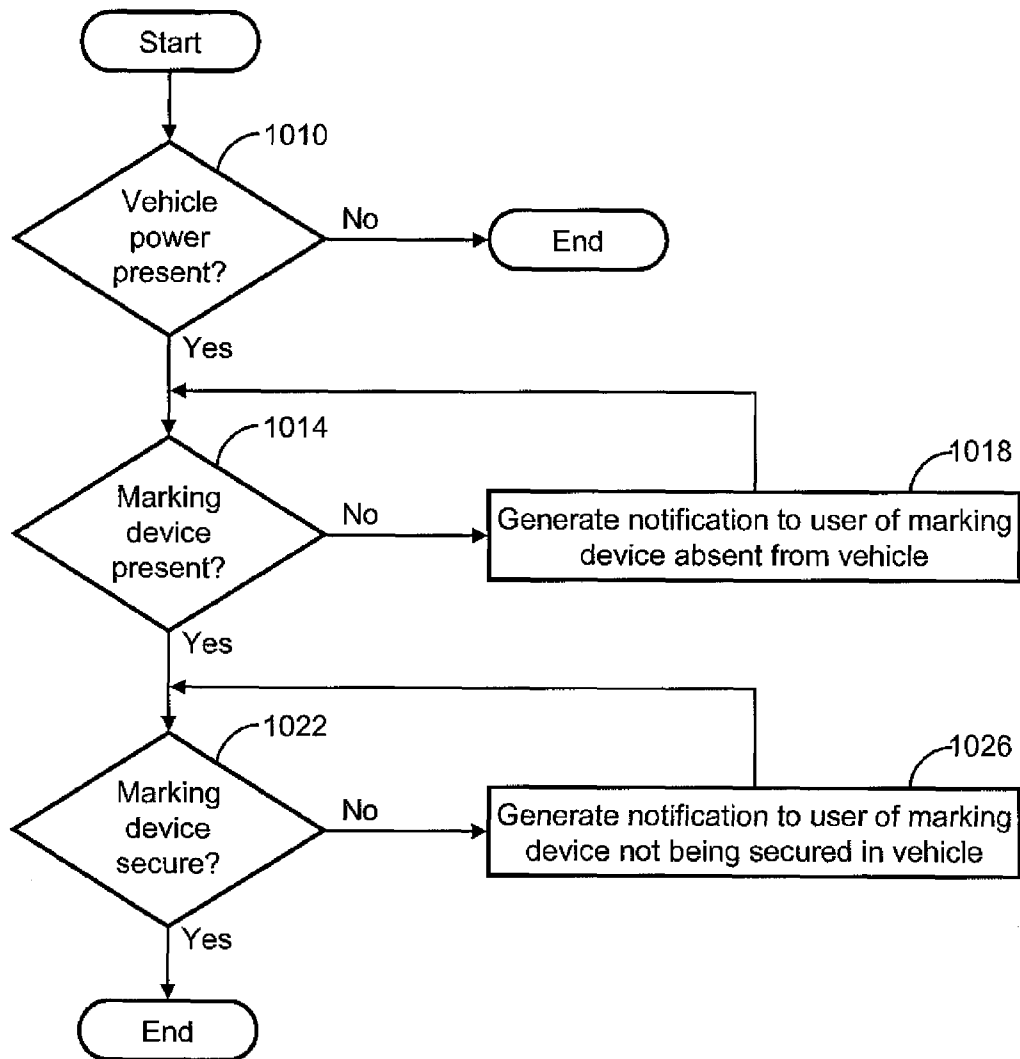 Start
1010
Vehicle
power
present?
No
End
Yes
1014
Marking
device
present?
No
1018
Generate notification to user of marking
device absent from vehicle
Yes
1022
Marking
device
secure?
No
1026
Generate notification to user of marking
device not being secured in vehicle
Yes
End